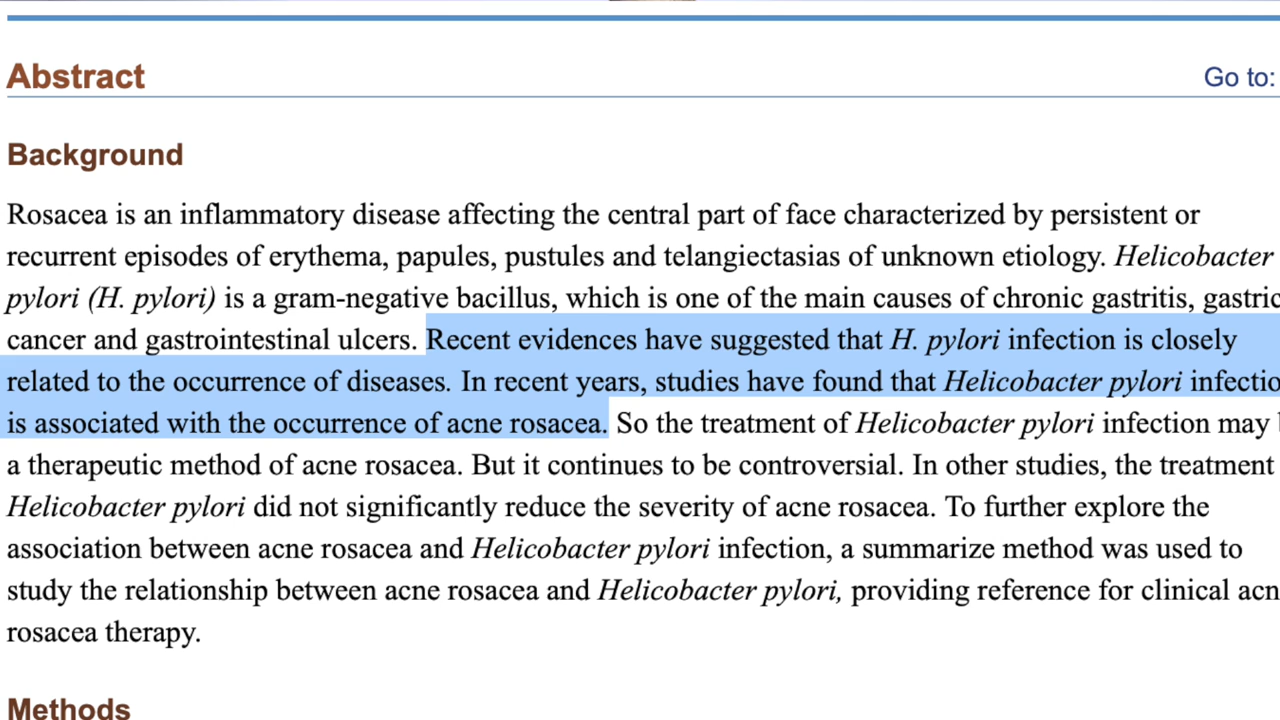 Abstract
Go to:
Background
Rosacea is an inflammatory disease affecting the central part of face characterized by persistent or
recurrent episodes of erythema, papules, pustules and telangiectasias of unknown etiology. Helicobacter
pylori (H. pylori) is a gram-negative bacillus, which is one of the main causes of chronic gastritis, gastric
cancer and gastrointestinal ulcers. Recent evidences have suggested that H. pylori infection is closely
related to the occurrence of diseases. In recent years, studies have found that Helicobacter pylori infectio
is associated with the occurrence of acne rosacea. So the treatment of Helicobacter pylori infection may
a therapeutic method of acne rosacea. But it continues to be controversial. In other studies, the treatment
Helicobacter pylori did not significantly reduce the severity of acne rosacea. To further explore the
association between acne rosacea and Helicobacter pylori infection, a summarize method was used to
study the relationship between acne rosacea and Helicobacter pylori, providing reference for clinical acn
rosacea therapy.
Methods